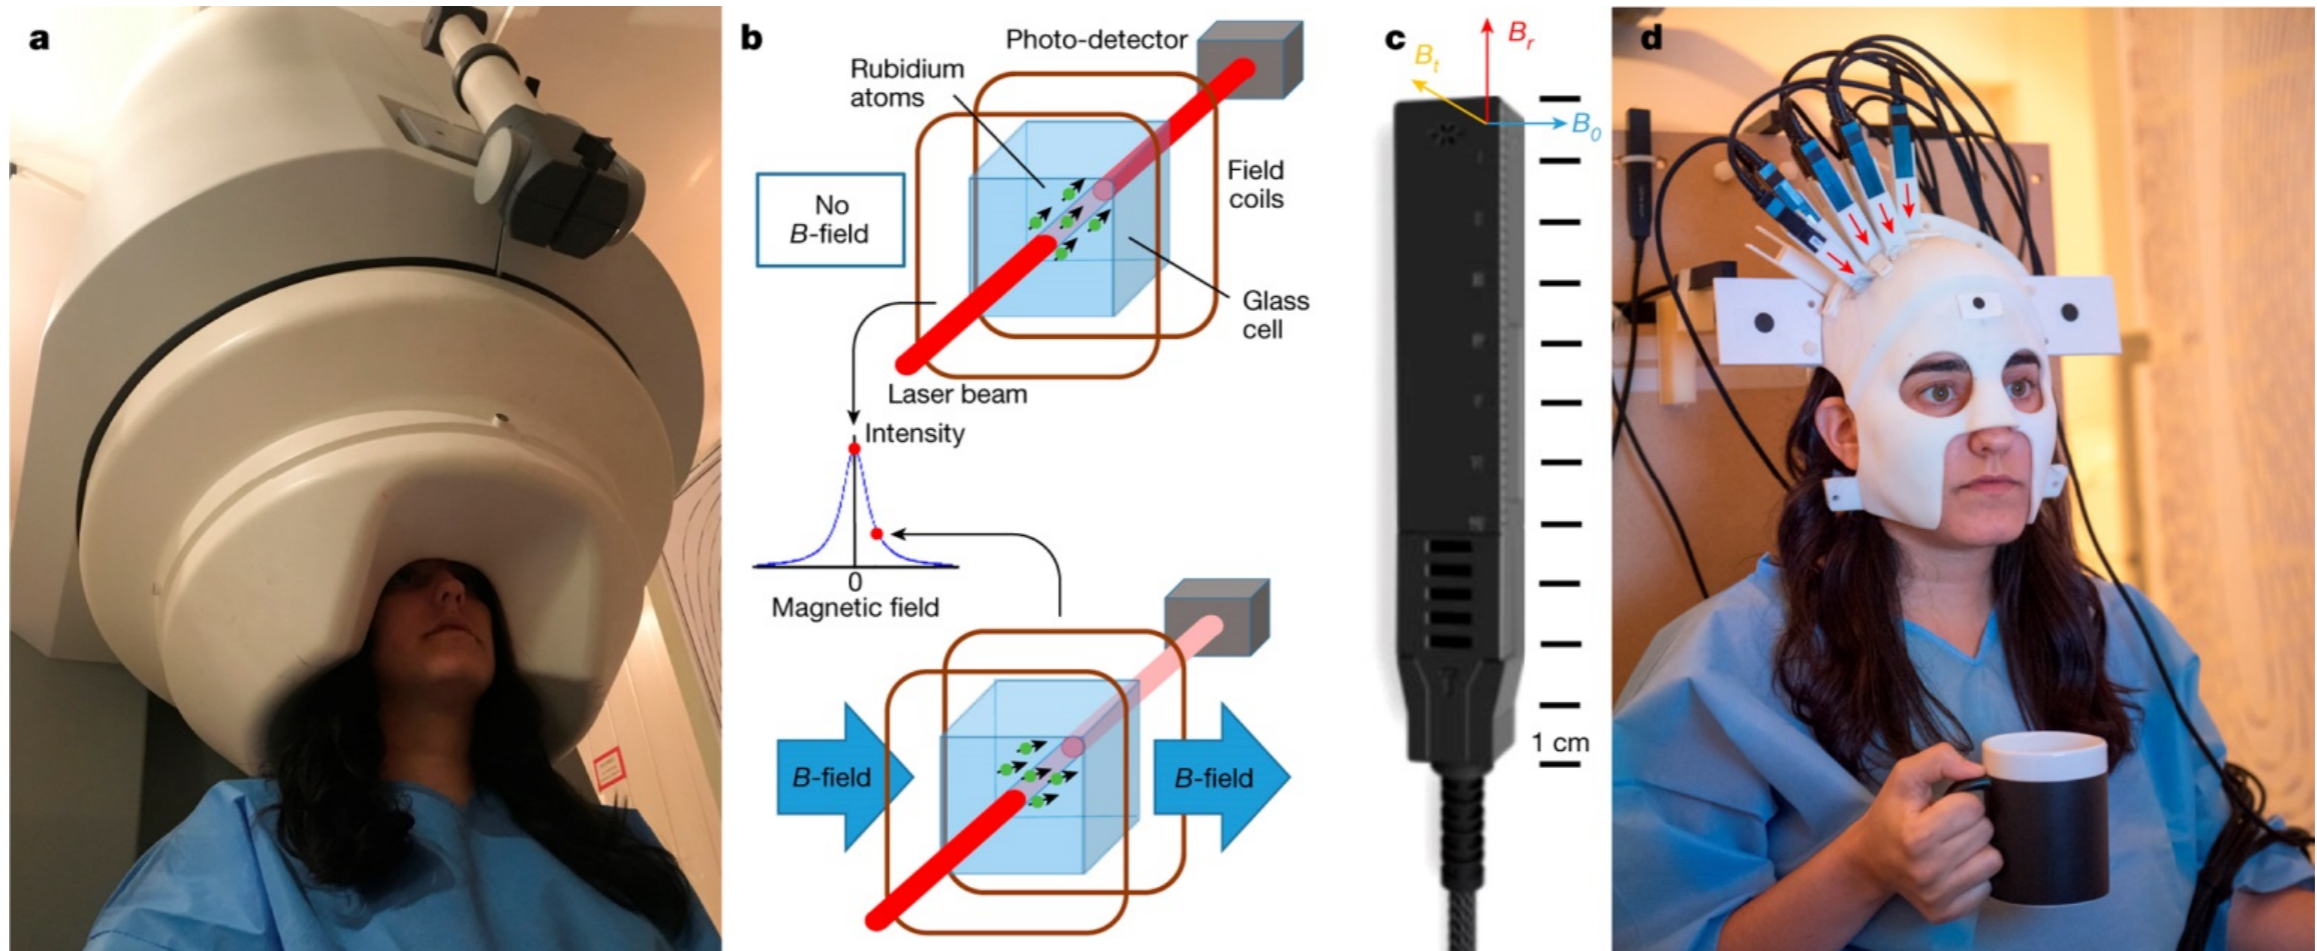 a
b
Photo-detector
Rubidium
atoms
No
B-field
Field
coils
Glass
cell
Laser beam
Intensity
0
Magnetic field
B-field
B-field
c
Br
Bt
B0
1 cm
d